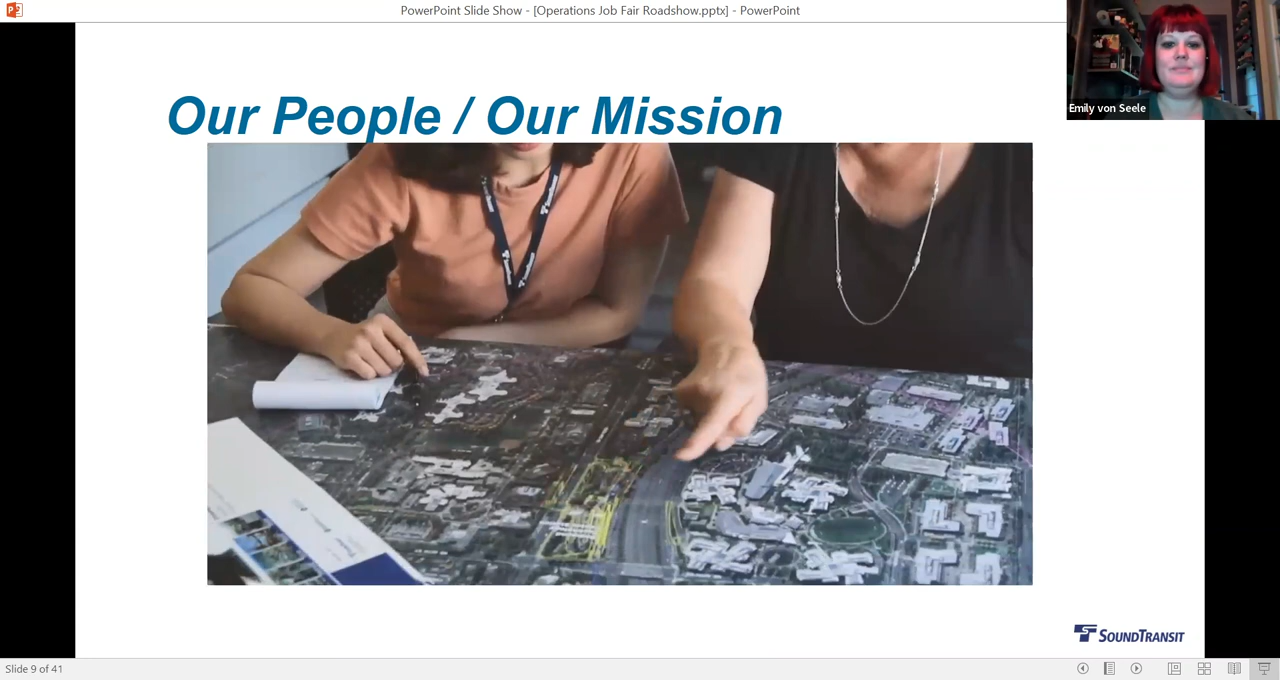 PowerPoint Slide Show - [Operations Job Fair Roadshow.pptx] - PowerPoint
Emily von Seele
Our People / Our Mission
SOUNDTRANSIT
Slide 9 of 41